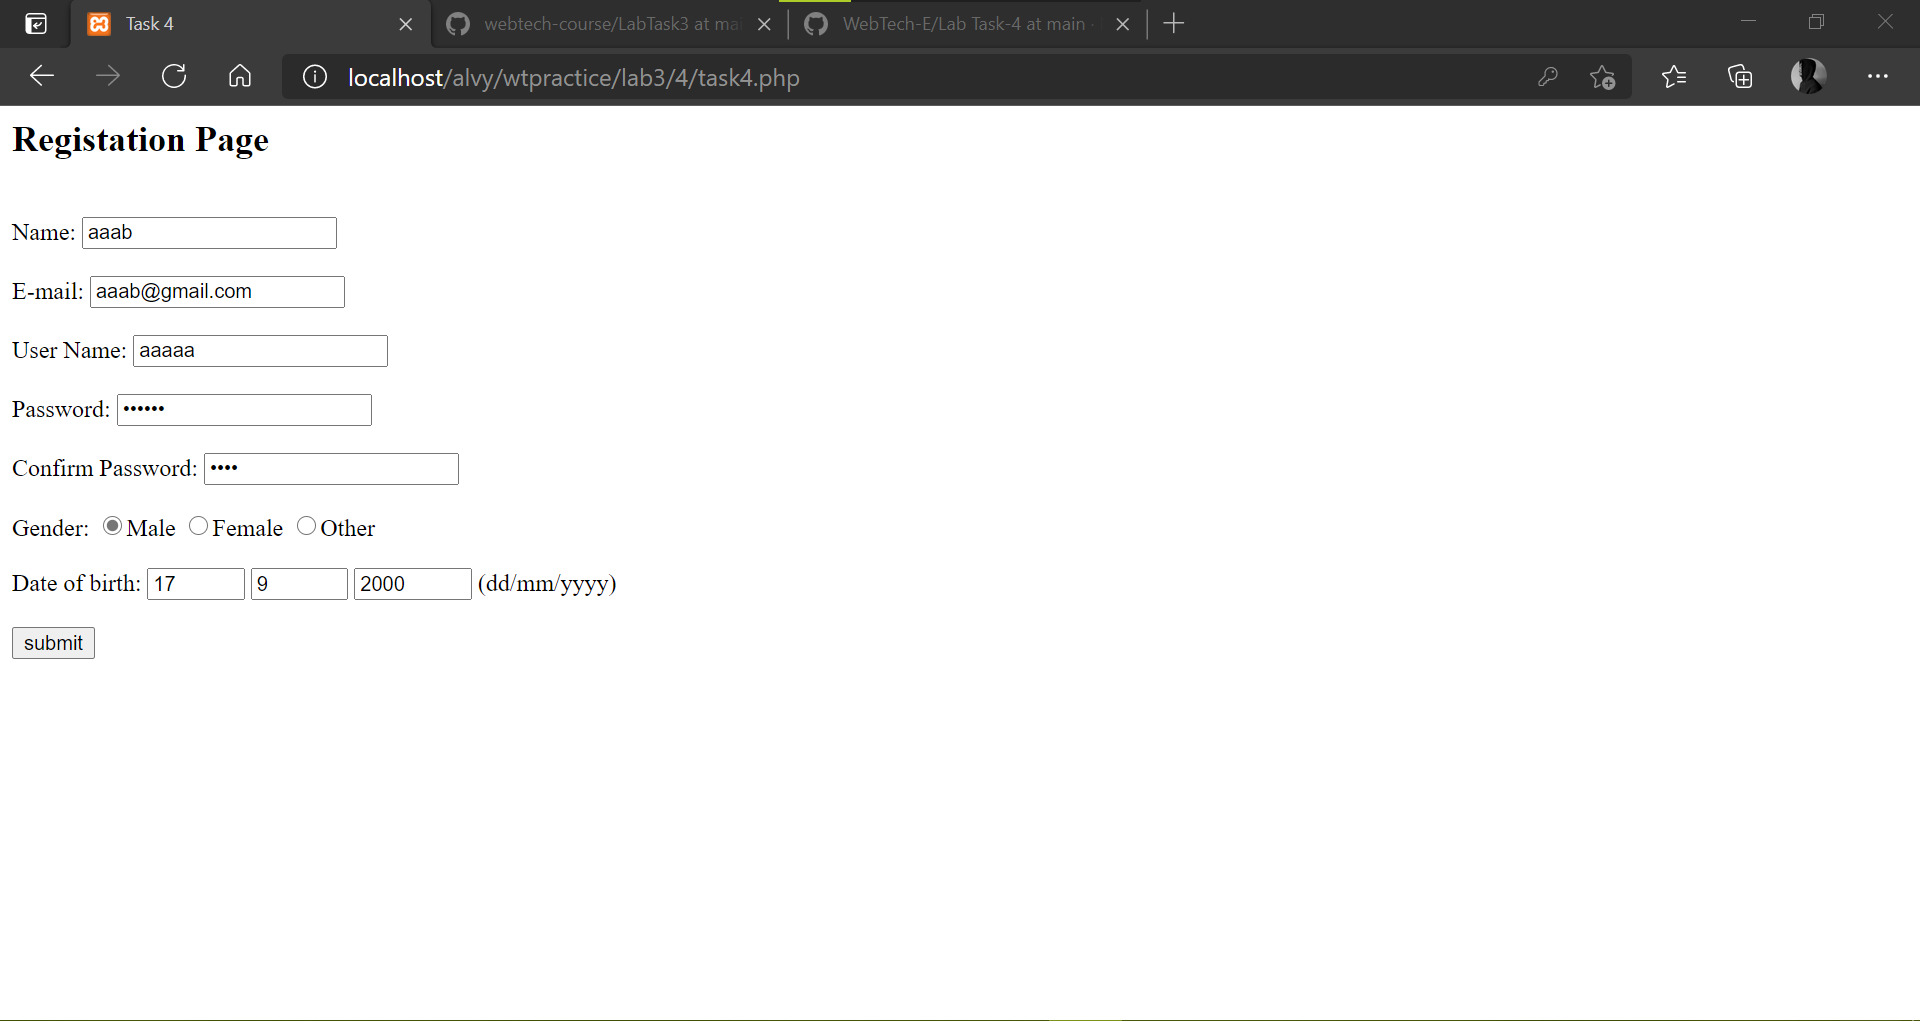 Task 4
webtech-course/LabTask3 at mai
WebTech-E/Lab Task-4 at main ·
localhost/alvy/wtpractice/lab3/4/task4.php
Registation Page
Name: aaab
E-mail: aaab@gmail.com
User Name: aaaaa
Password: ••••••
Confirm Password: ••••
Gender: Male Female Other
Date of birth: 17 9 2000 (dd/mm/yyyy)
submit